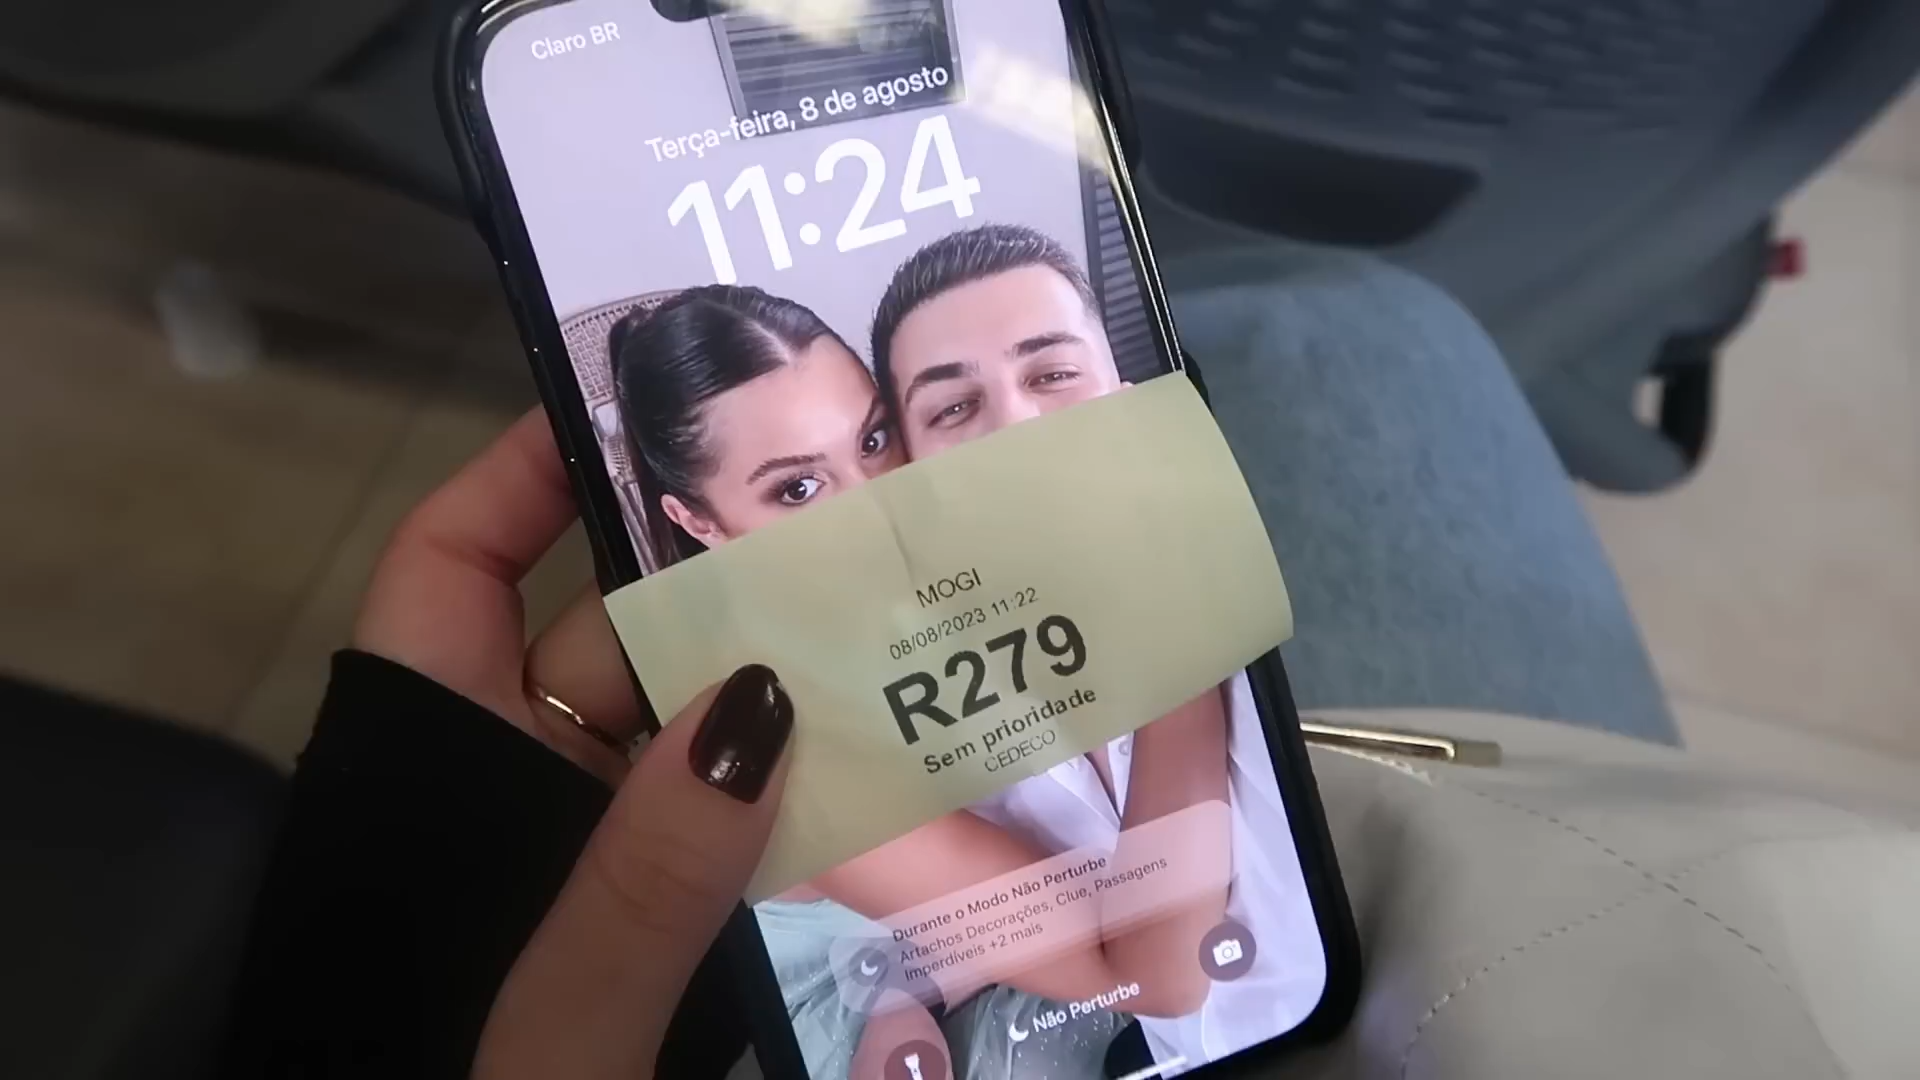 Claro BR
Terça-feira, 8 de agosto
11:24
MOGI
08/08/2023 11:22
R279
Sem prioridade
CEDECO
Durante o Modo Não Perturbe
Artachos Decorações, Clue, Passagens
Imperdíveis +2 mais
Não Perturbe